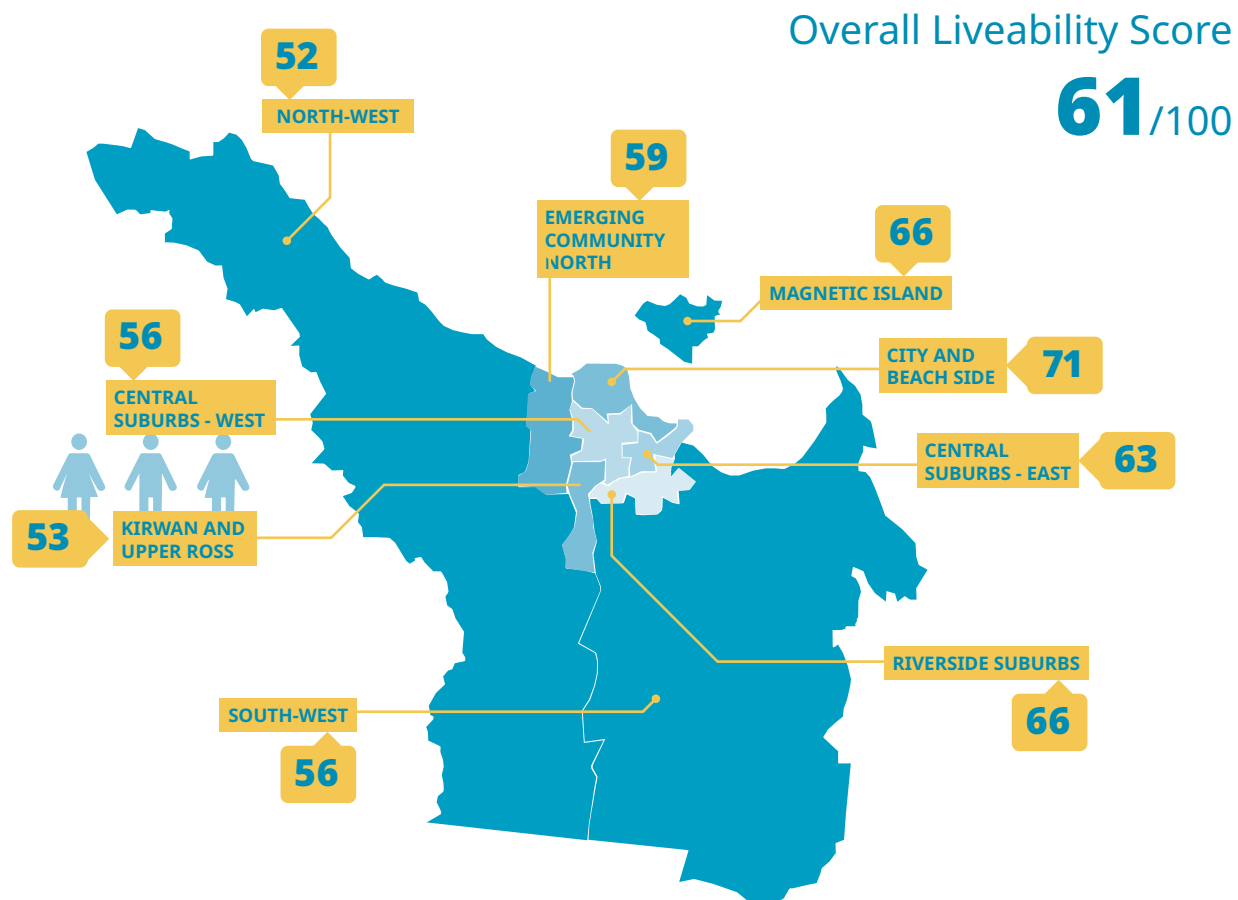 Overall Liveability Score
61/100
52
NORTH-WEST
59
EMERGING
COMMUNITY
NORTH
66
MAGNETIC ISLAND
56
CENTRAL
SUBURBS - WEST
CITY AND
BEACH SIDE
71
CENTRAL
SUBURBS - EAST
63
53
KIRWAN AND
UPPER ROSS
RIVERSIDE SUBURBS
66
SOUTH-WEST
56